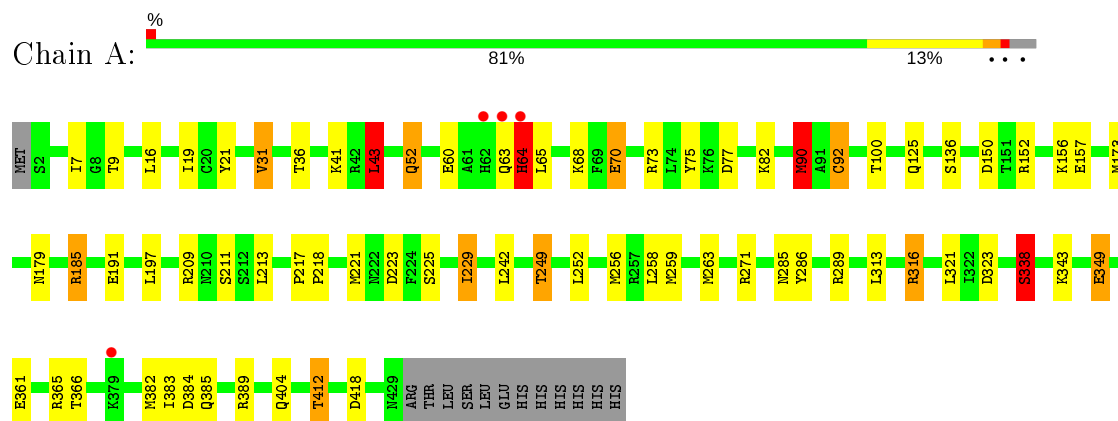 %
Chain A:
81% 13% • • •
MET S2 I7 G8 T9 L16 I19 C20 Y21 V31 T36 K41 R42 L43 Q52 E60 A61 H62 Q63 H64 L65 K68 F69 E70 R73 L74 Y75 K76 D77 K82 M90 A91 C92 T100 Q125 S136 D150 T151 R152 K156 E157 M173
N179 R185 E191 L197 R209 N210 S211 S212 L213 P217 P218 M221 N222 D223 F224 S225 I229 L242 T249 L252 M256 R257 L258 M259 M263 R271 N285 Y286 R289 L313 R316 L321 I322 D323 S338 K343 E349
E361 R365 T366 K379 M382 I383 D384 Q385 R389 Q404 T412 D418 N429 ARG THR LEU SER LEU GLU HIS HIS HIS HIS HIS HIS